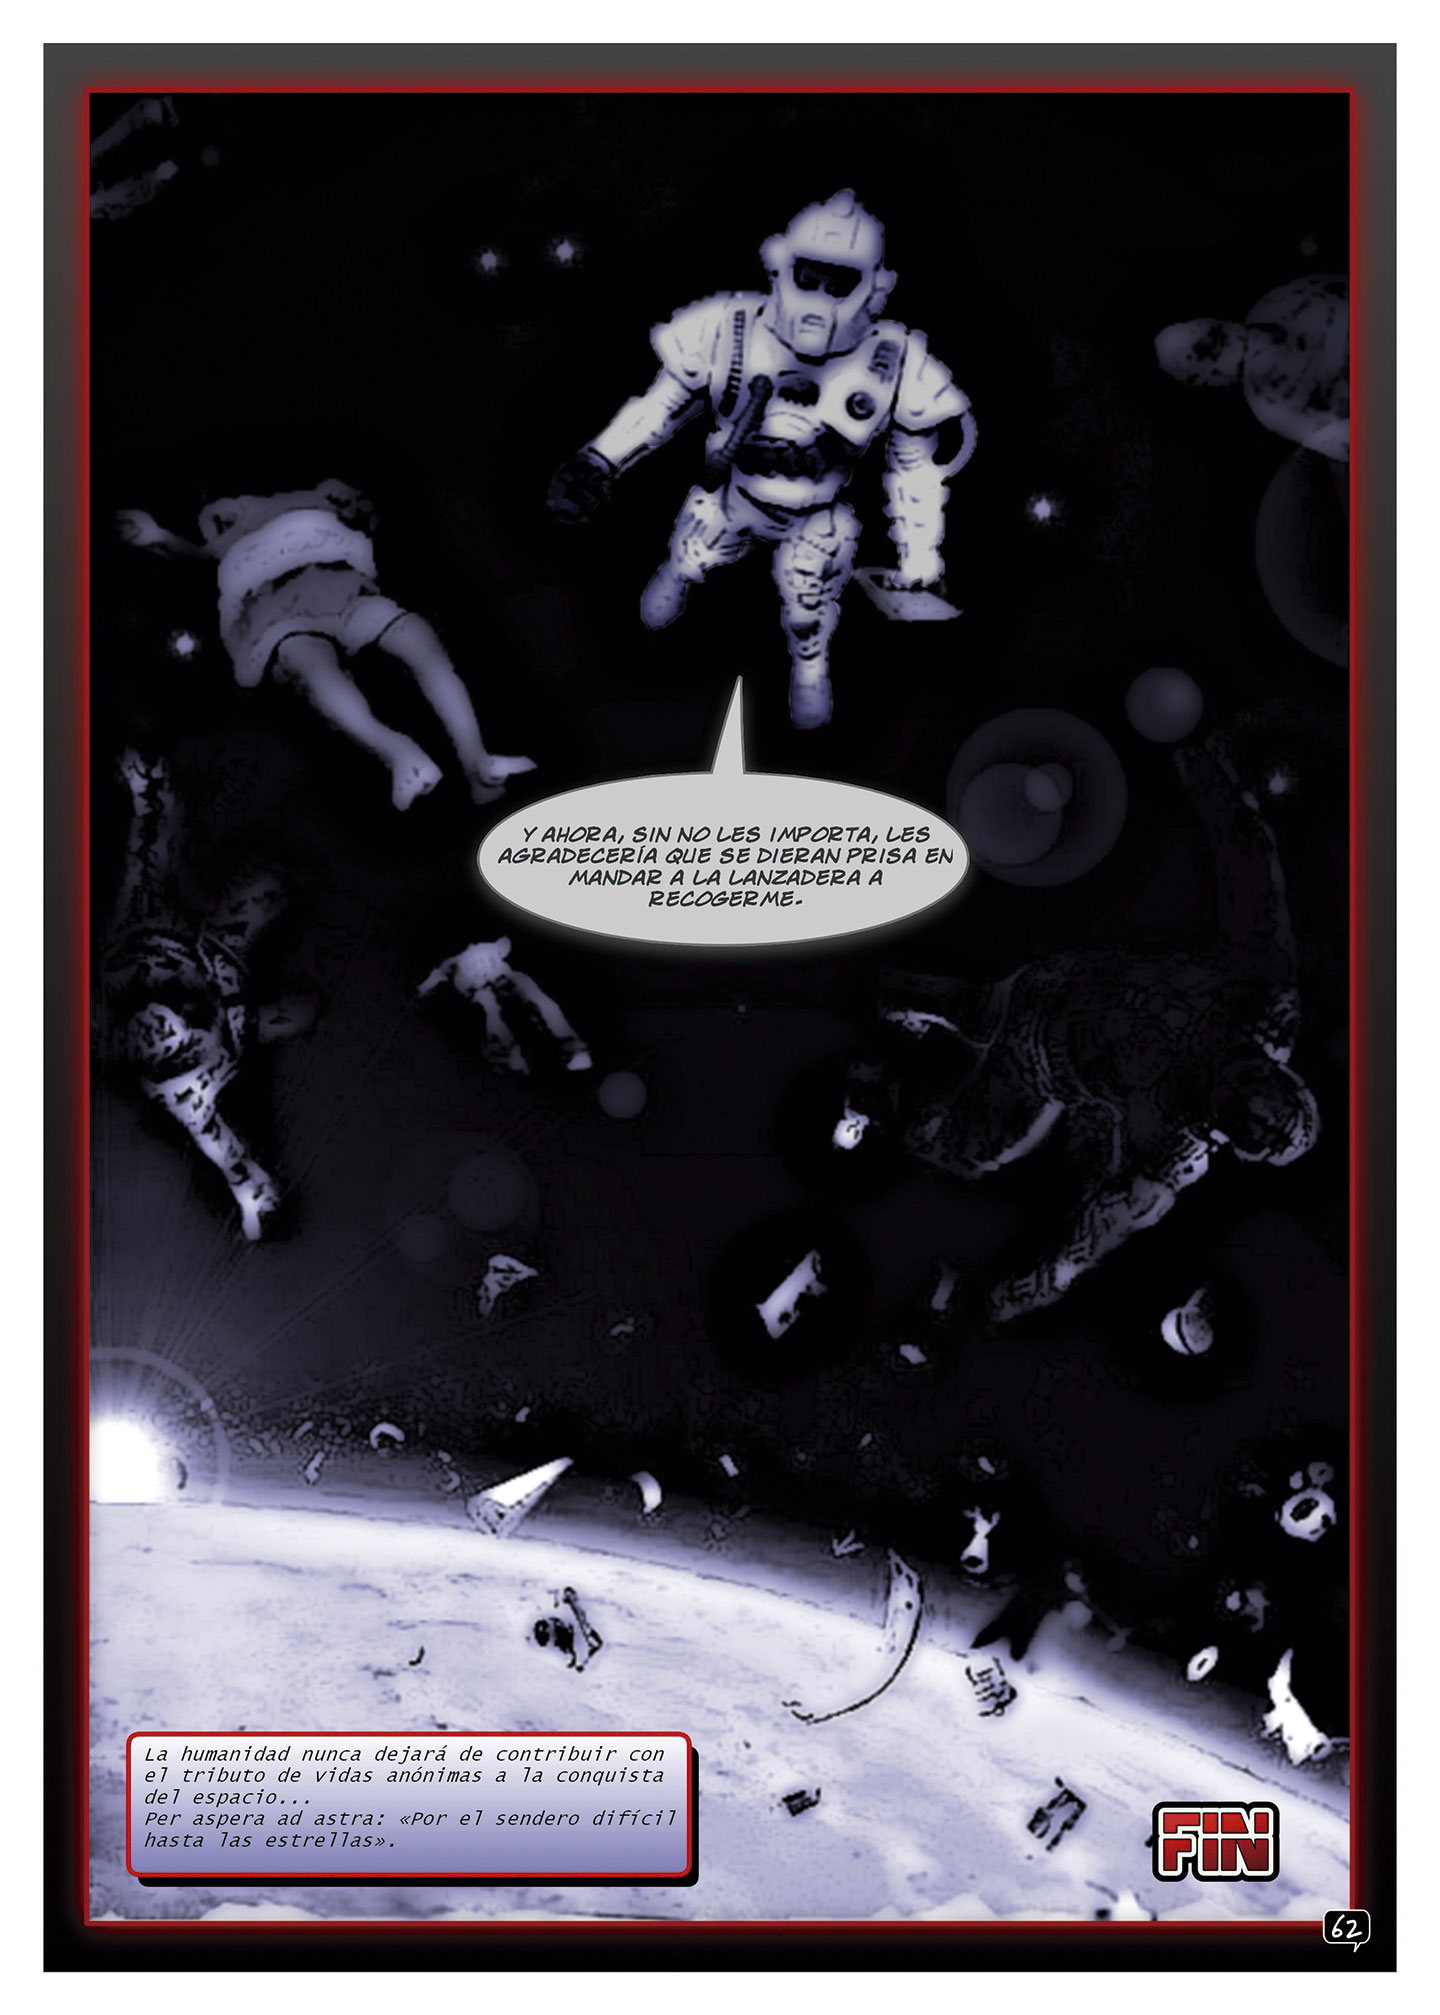 Y AHORA, SIN NO LES IMPORTA, LES
AGRADECERÍA QUE SE DIERAN PRISA EN
MANDAR A LA LANZADERA A
RECOGERME.
La humanidad nunca dejará de contribuir con
el tributo de vidas anónimas a la conquista
del espacio...
Per aspera ad astra: «Por el sendero difícil
hasta las estrellas».
FIN
FIN
62